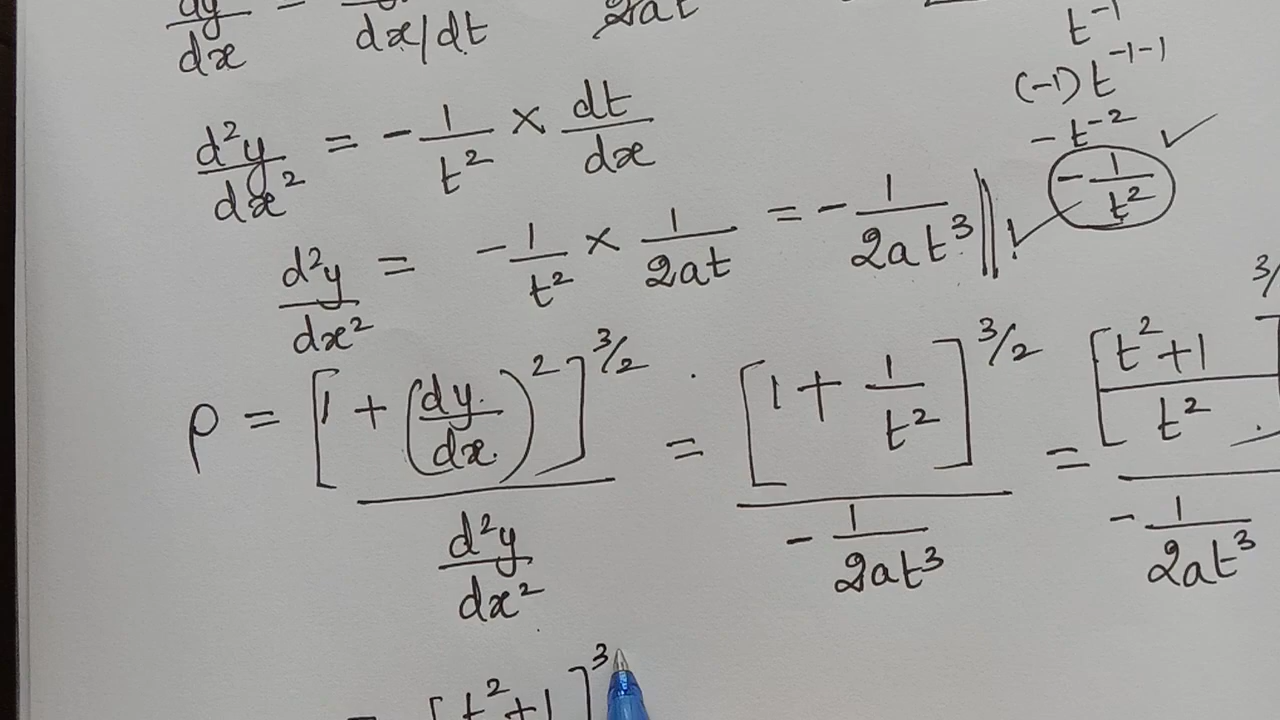 dy/dx = dx/dt 2at
t⁻¹
(-1) t⁻¹⁻¹
-t⁻²
-1/t²
d²y/dx² = -1/t² × dt/dx
d²y/dx² = -1/t² × 1/2at = -1/2at³
ρ = [1 + (dy/dx)²]^3/2 / d²y/dx² = [1 + 1/t²]^3/2 / -1/2at³ = [t²+1/t²]^3/ / -1/2at³
= [t²+1]^3